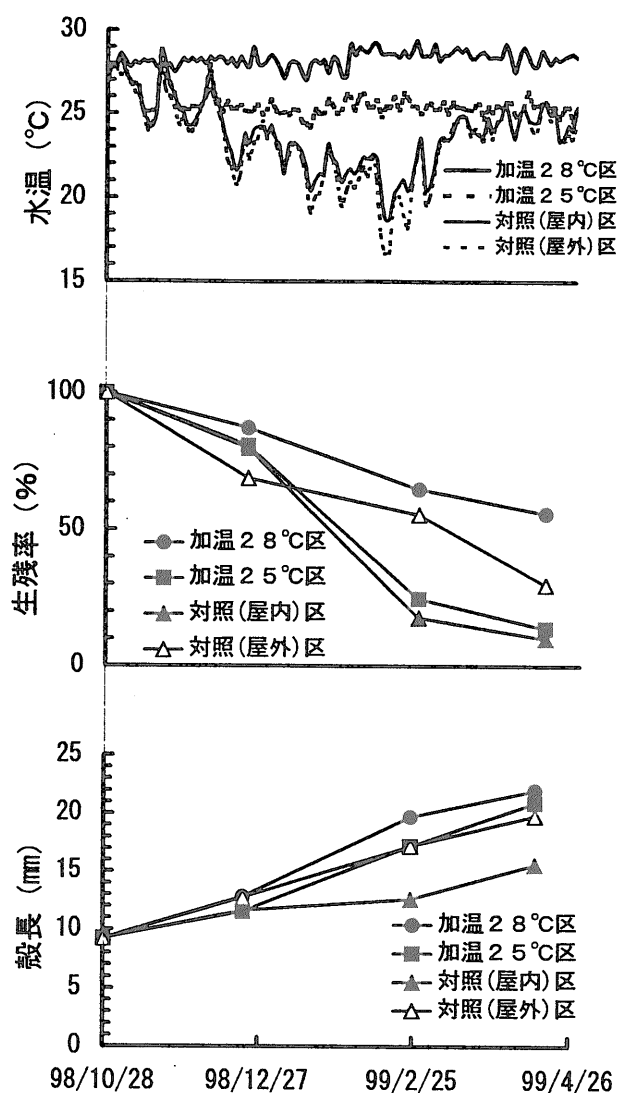 30
25
20
15
水温 (℃)
加温28℃区
加温25℃区
対照(屋内)区
対照(屋外)区
100
50
0
生残率 (%)
加温28℃区
加温25℃区
対照(屋内)区
対照(屋外)区
25
20
15
10
5
0
殻長 (mm)
加温28℃区
加温25℃区
対照(屋内)区
対照(屋外)区
98/10/28 98/12/27 99/2/25 99/4/26